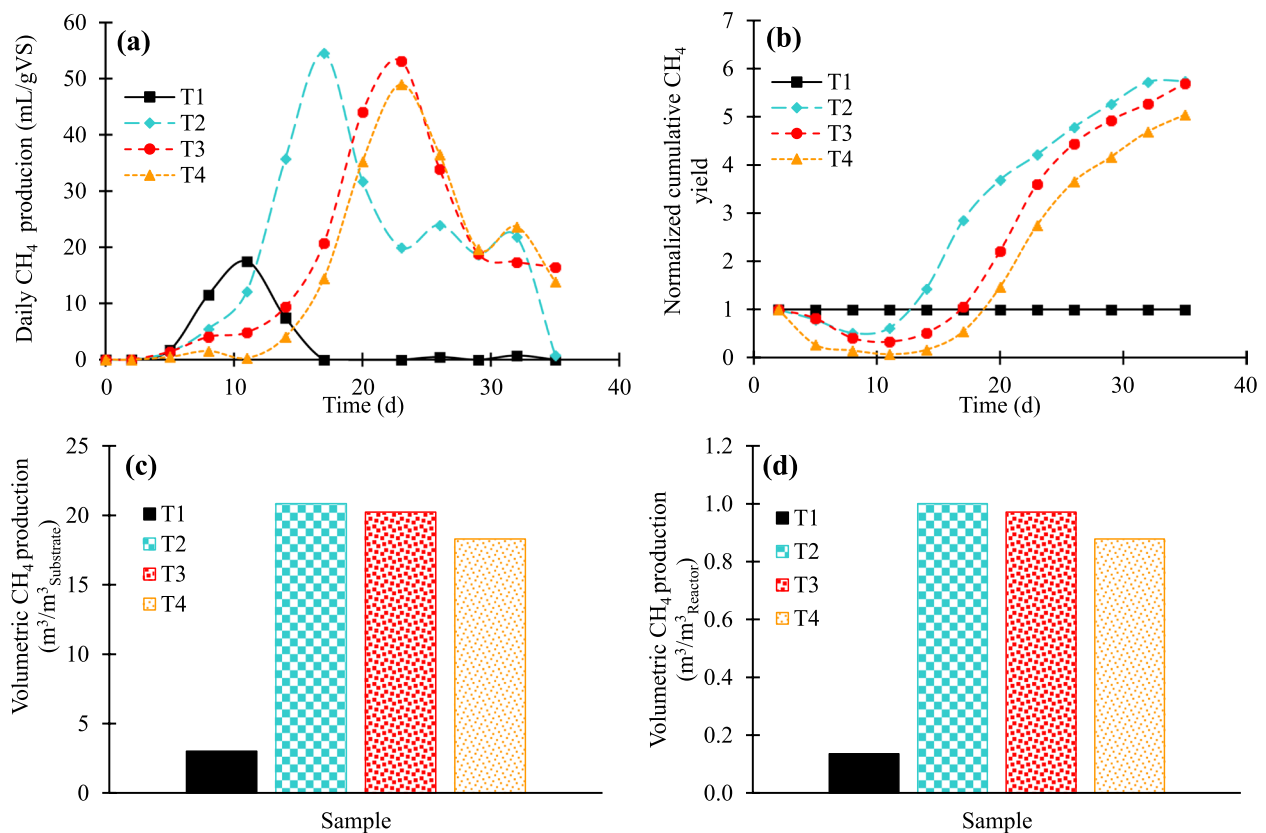 (a)
Daily CH4 producion (mL/gVS)
60
50
40
30
20
10
0
T1
T2
T3
T4
0 10 20 30 40
Time (d)
(b)
Normalized cumulative CH4
yield
7
6
5
4
3
2
1
0
T1
T2
T3
T4
0 10 20 30 40
Time (d)
(c)
Volumetric CH4 production
(m3/m3Substrate)
25
20
15
10
5
0
T1
T2
T3
T4
Sample
(d)
Volumetric CH4 production
(m3/m3Reactor)
1.2
1.0
0.8
0.6
0.4
0.2
0.0
T1
T2
T3
T4
Sample